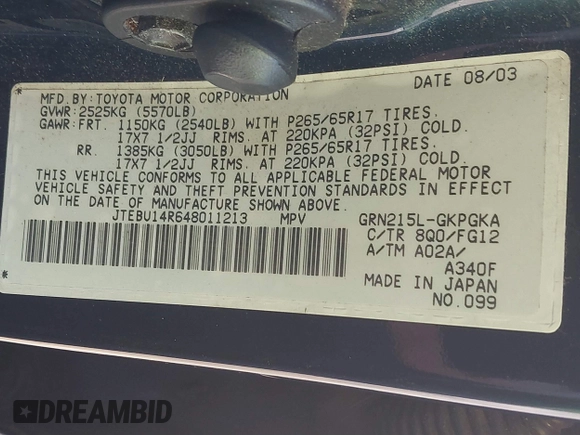 DATE 08/03
MFD.BY:TOYOTA MOTOR CORPORATION
GVWR:2525KG (5570LB)
GAWR:FRT. 1150KG (2540LB) WITH P265/65R17 TIRES.
17X7 1/2JJ RIMS. AT 220KPA (32PSI) COLD.
RR. 1385KG (3050LB) WITH P265/65R17 TIRES.
17X7 1/2JJ RIMS. AT 220KPA (32PSI) COLD.
THIS VEHICLE CONFORMS TO ALL APPLICABLE FEDERAL MOTOR
VEHICLE SAFETY AND THEFT PREVENTION STANDARDS IN EFFECT
ON THE DATE OF MANUFACTURE SHOWN ABOVE.
JTEBU14R648011213 MPV GRN215L-GKPGKA
C/TR 8Q0/FG12
A/TM A02A/
A340F
MADE IN JAPAN
NO.099
DREAMBID